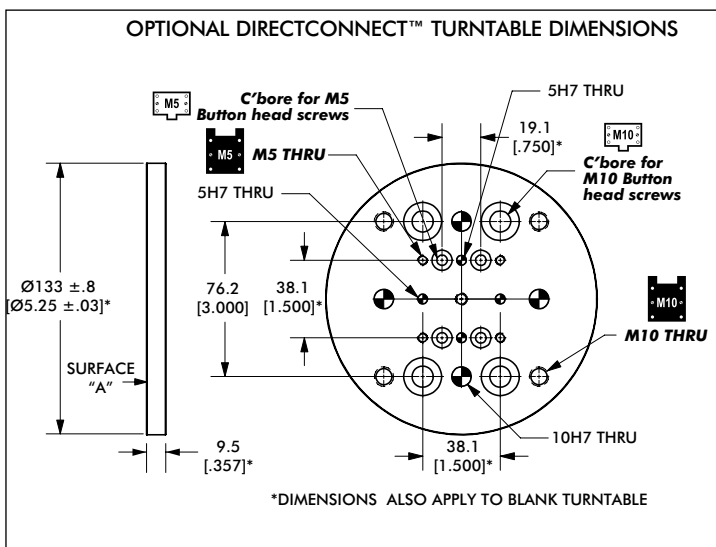 OPTIONAL DIRECTCONNECT™ TURNTABLE DIMENSIONS
M5
C'bore for M5
Button head screws
5H7 THRU
M5
M5 THRU
19.1
[.750]*
M10
C'bore for
M10 Button
head screws
5H7 THRU
Ø133 ±.8
[Ø5.25 ±.03]*
76.2
[3.000]
38.1
[1.500]*
M10
M10 THRU
SURFACE
"A"
9.5
[.357]*
38.1
[1.500]*
10H7 THRU
*DIMENSIONS ALSO APPLY TO BLANK TURNTABLE